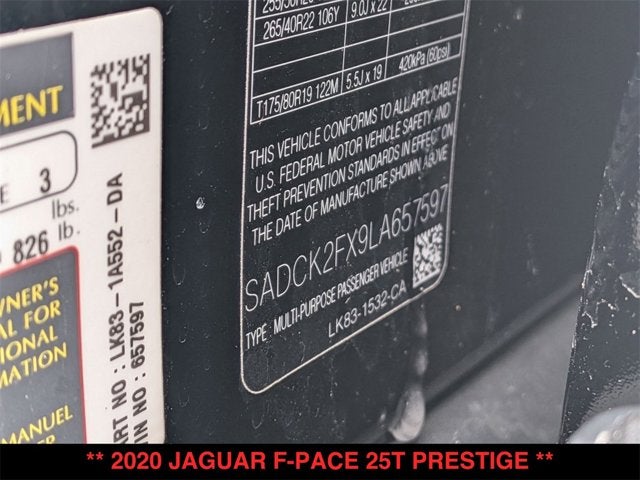 MENT
E 3
lbs.
826 lb.
WNER'S
AL FOR
TIONAL
MATION
MANUEL
PART NO : LK83-1A552-DA
VIN NO : 657597
265/40R22 106Y 9.0J x 22
T175/80R19 122M 5.5J x 19 420kPa (60psi)
THIS VEHICLE CONFORMS TO ALL APPLICABLE
U.S. FEDERAL MOTOR VEHICLE SAFETY AND
THEFT PREVENTION STANDARDS IN EFFECT ON
THE DATE OF MANUFACTURE SHOWN ABOVE
SADCK2FX9LA657597
TYPE : MULTI-PURPOSE PASSENGER VEHICLE
LK83-1532-CA
** 2020 JAGUAR F-PACE 25T PRESTIGE **